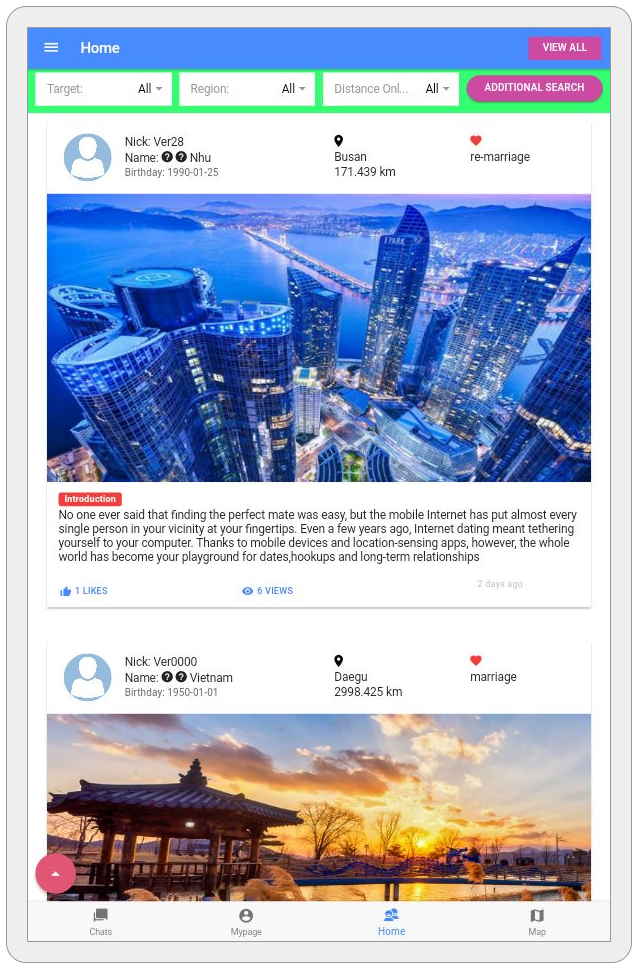 Home
VIEW ALL
Target: All
Region: All
Distance Onl... All
ADDITIONAL SEARCH
Nick: Ver28
Name: ? ? Nhu
Birthday: 1990-01-25
Busan
171.439 km
re-marriage
I PARK
Introduction
No one ever said that finding the perfect mate was easy, but the mobile Internet has put almost every
single person in your vicinity at your fingertips. Even a few years ago, Internet dating meant tethering
yourself to your computer. Thanks to mobile devices and location-sensing apps, however, the whole
world has become your playground for dates,hookups and long-term relationships
1 LIKES
6 VIEWS
2 days ago
Nick: Ver0000
Name: ? ? Vietnam
Birthday: 1950-01-01
Daegu
2998.425 km
marriage
Chats
Mypage
Home
Map